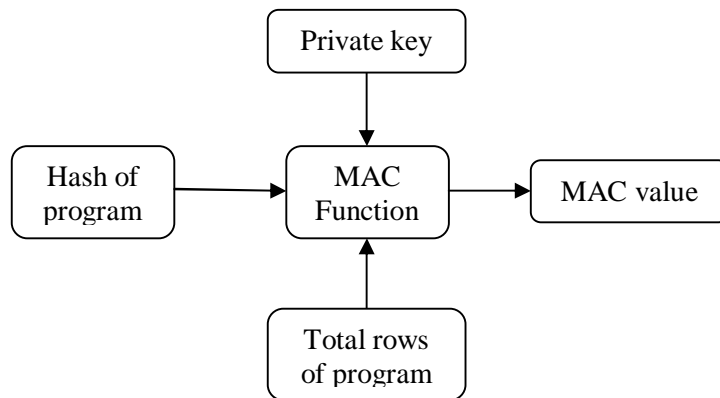 Private key
Hash of
program
MAC
Function
MAC value
Total rows
of program